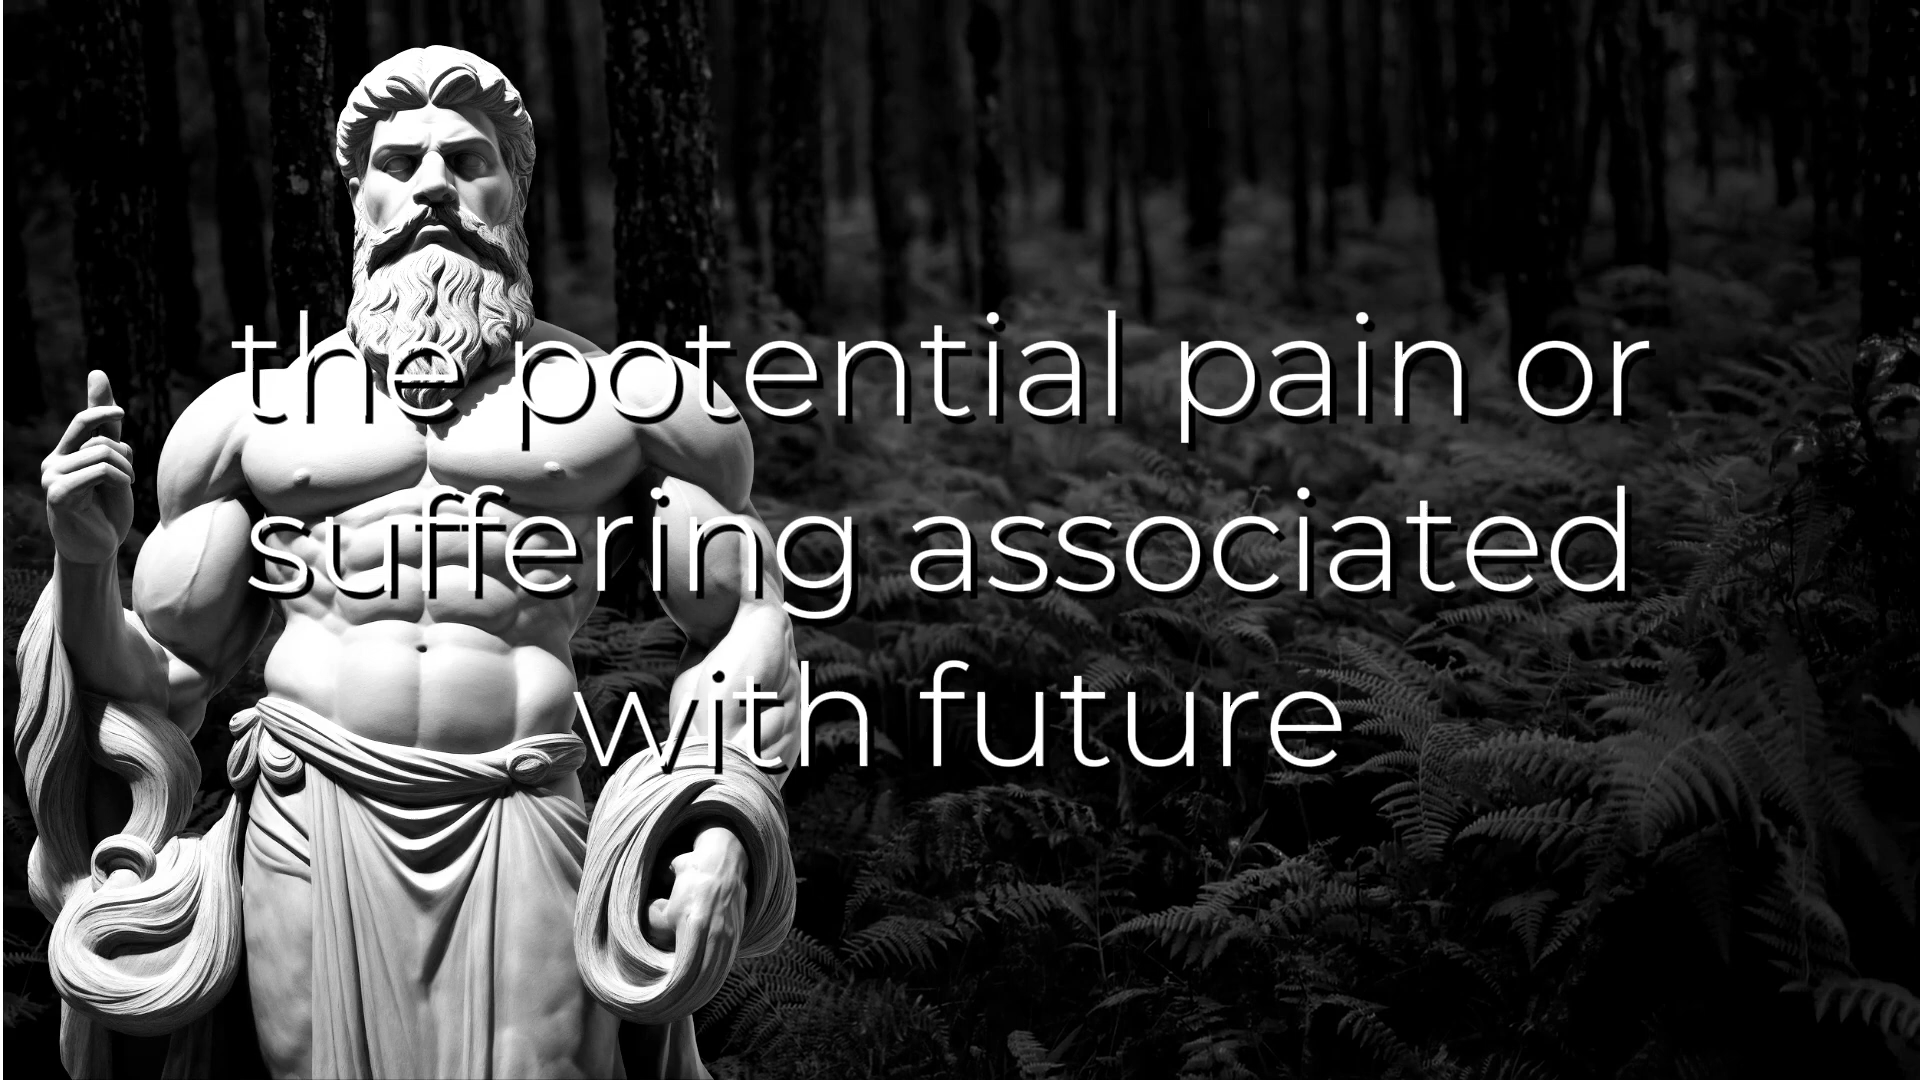 the potential pain or
suffering associated
with future